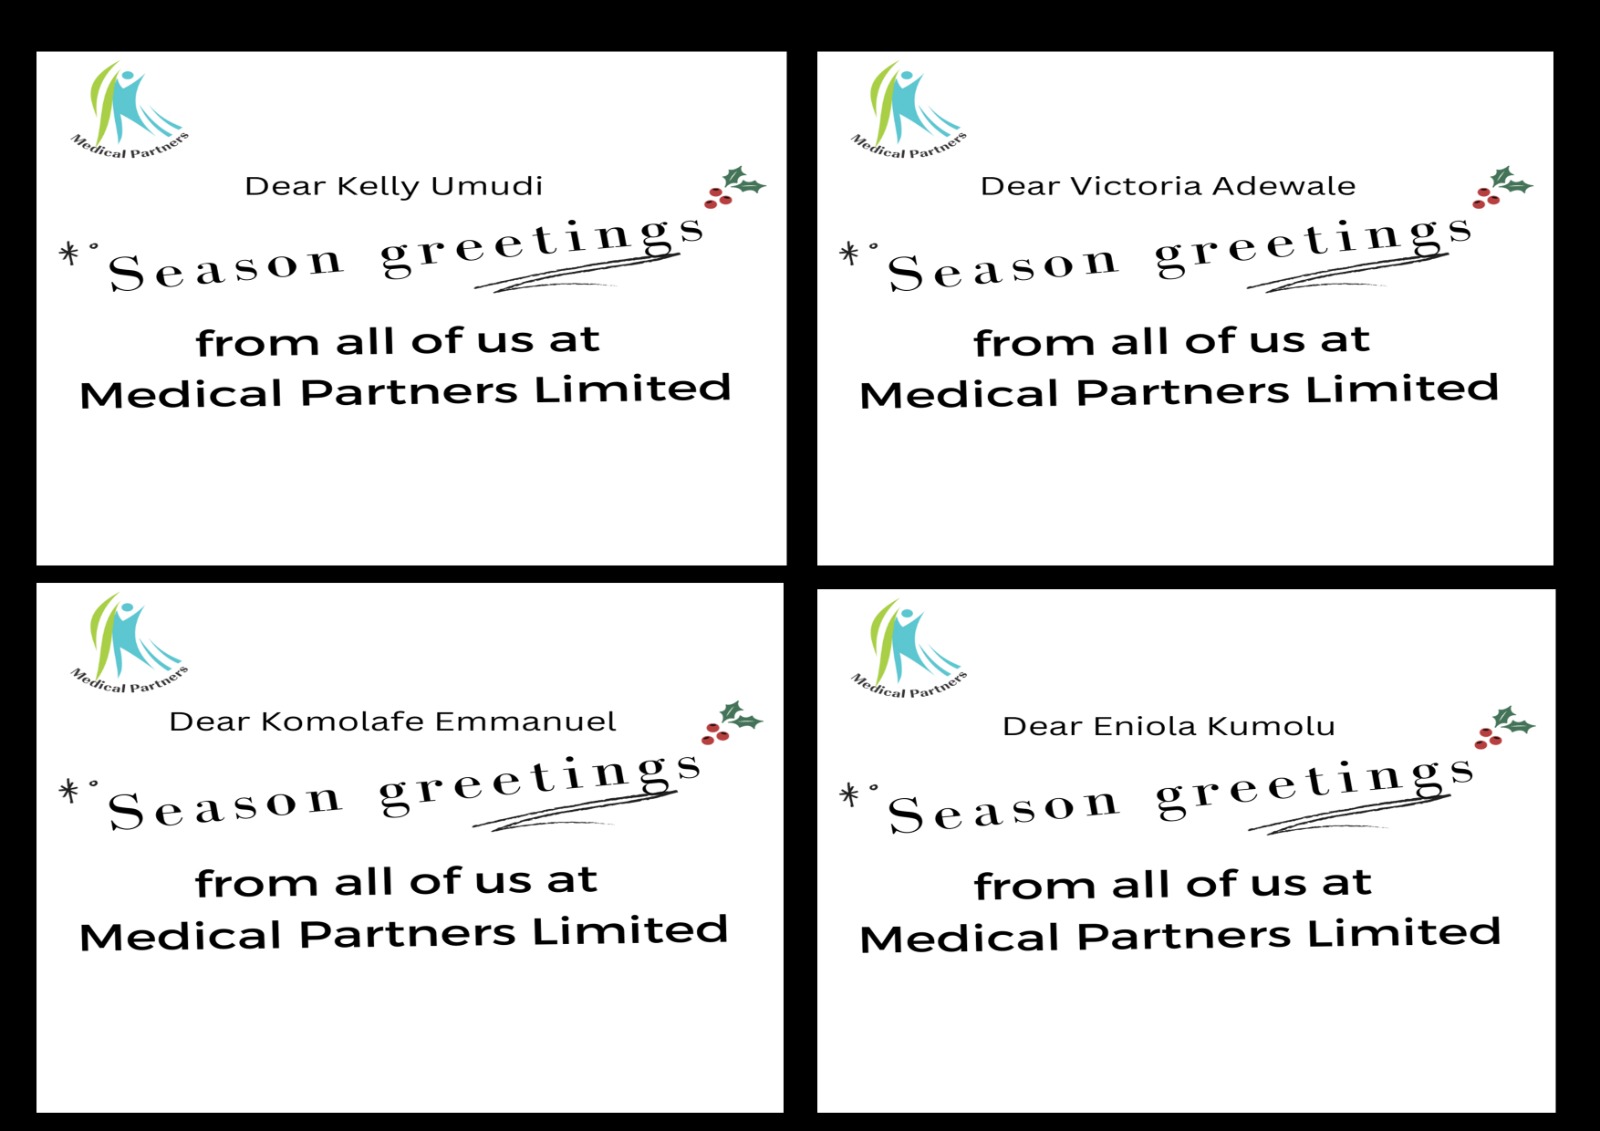 Medical Partners
Dear Kelly Umudi
Season greetings
from all of us at
Medical Partners Limited
Medical Partners
Dear Victoria Adewale
Season greetings
from all of us at
Medical Partners Limited
Medical Partners
Dear Komolafe Emmanuel
Season greetings
from all of us at
Medical Partners Limited
Medical Partners
Dear Eniola Kumolu
Season greetings
from all of us at
Medical Partners Limited